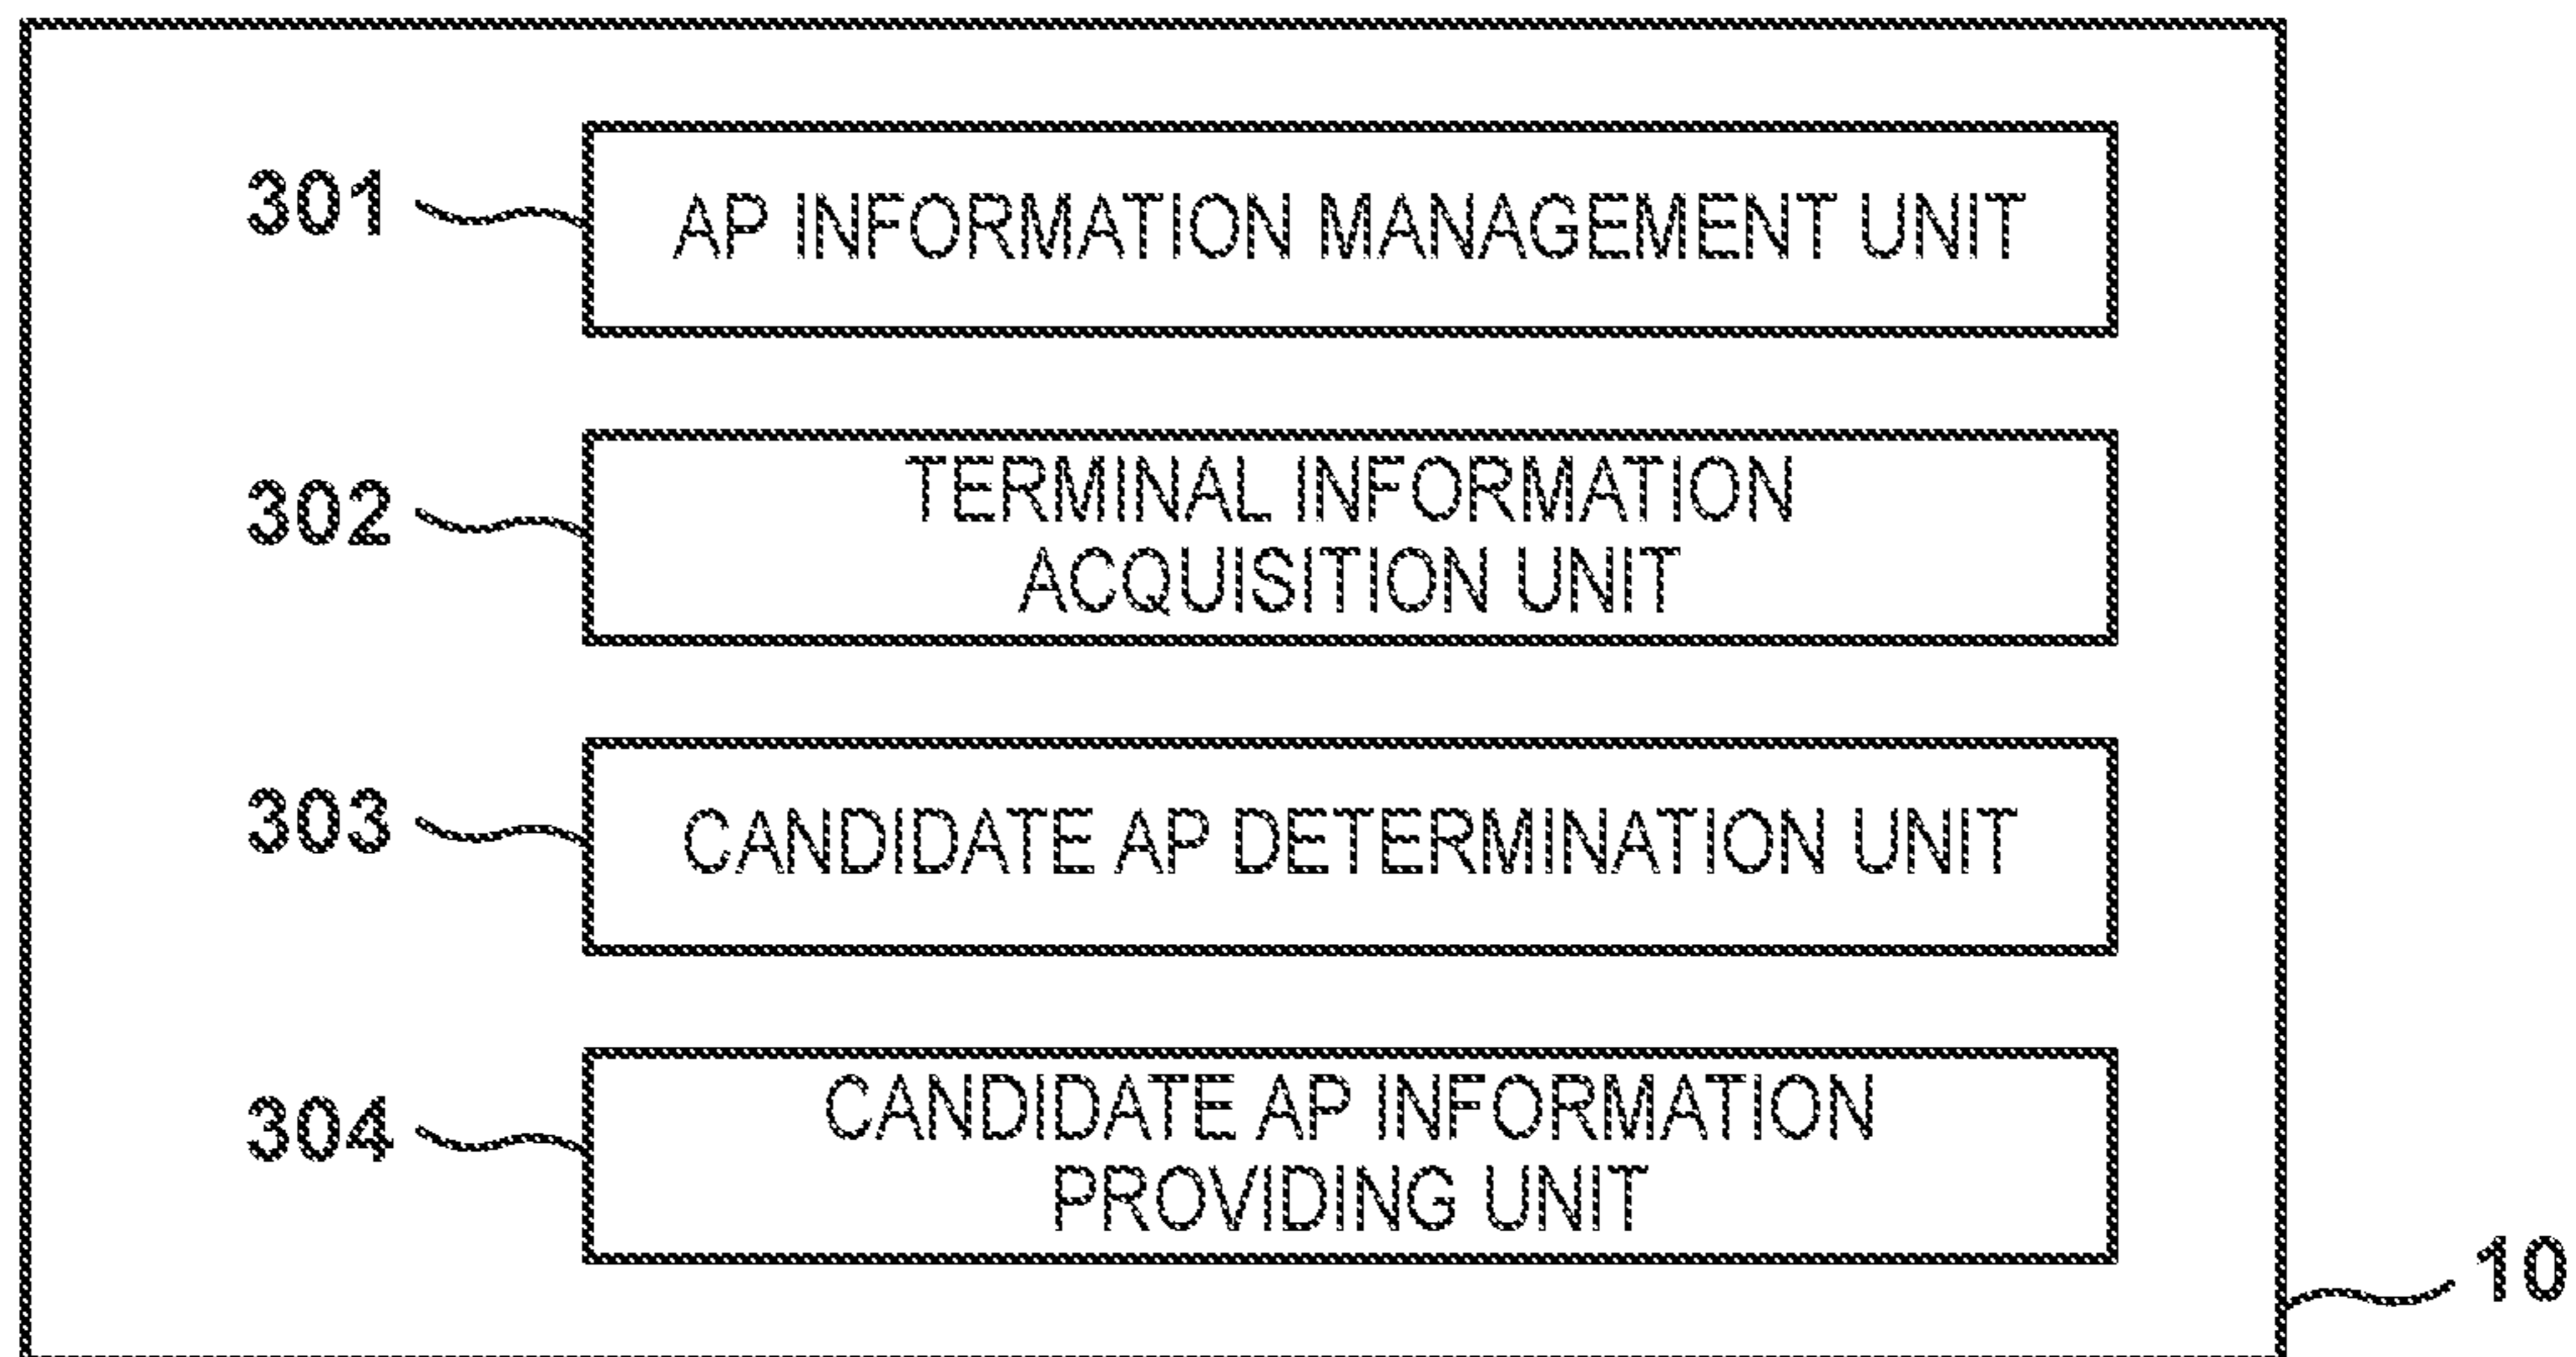 301 AP INFORMATION MANAGEMENT UNIT
302 TERMINAL INFORMATION
ACQUISITION UNIT
303 CANDIDATE AP DETERMINATION UNIT
304 CANDIDATE AP INFORMATION
PROVIDING UNIT
10